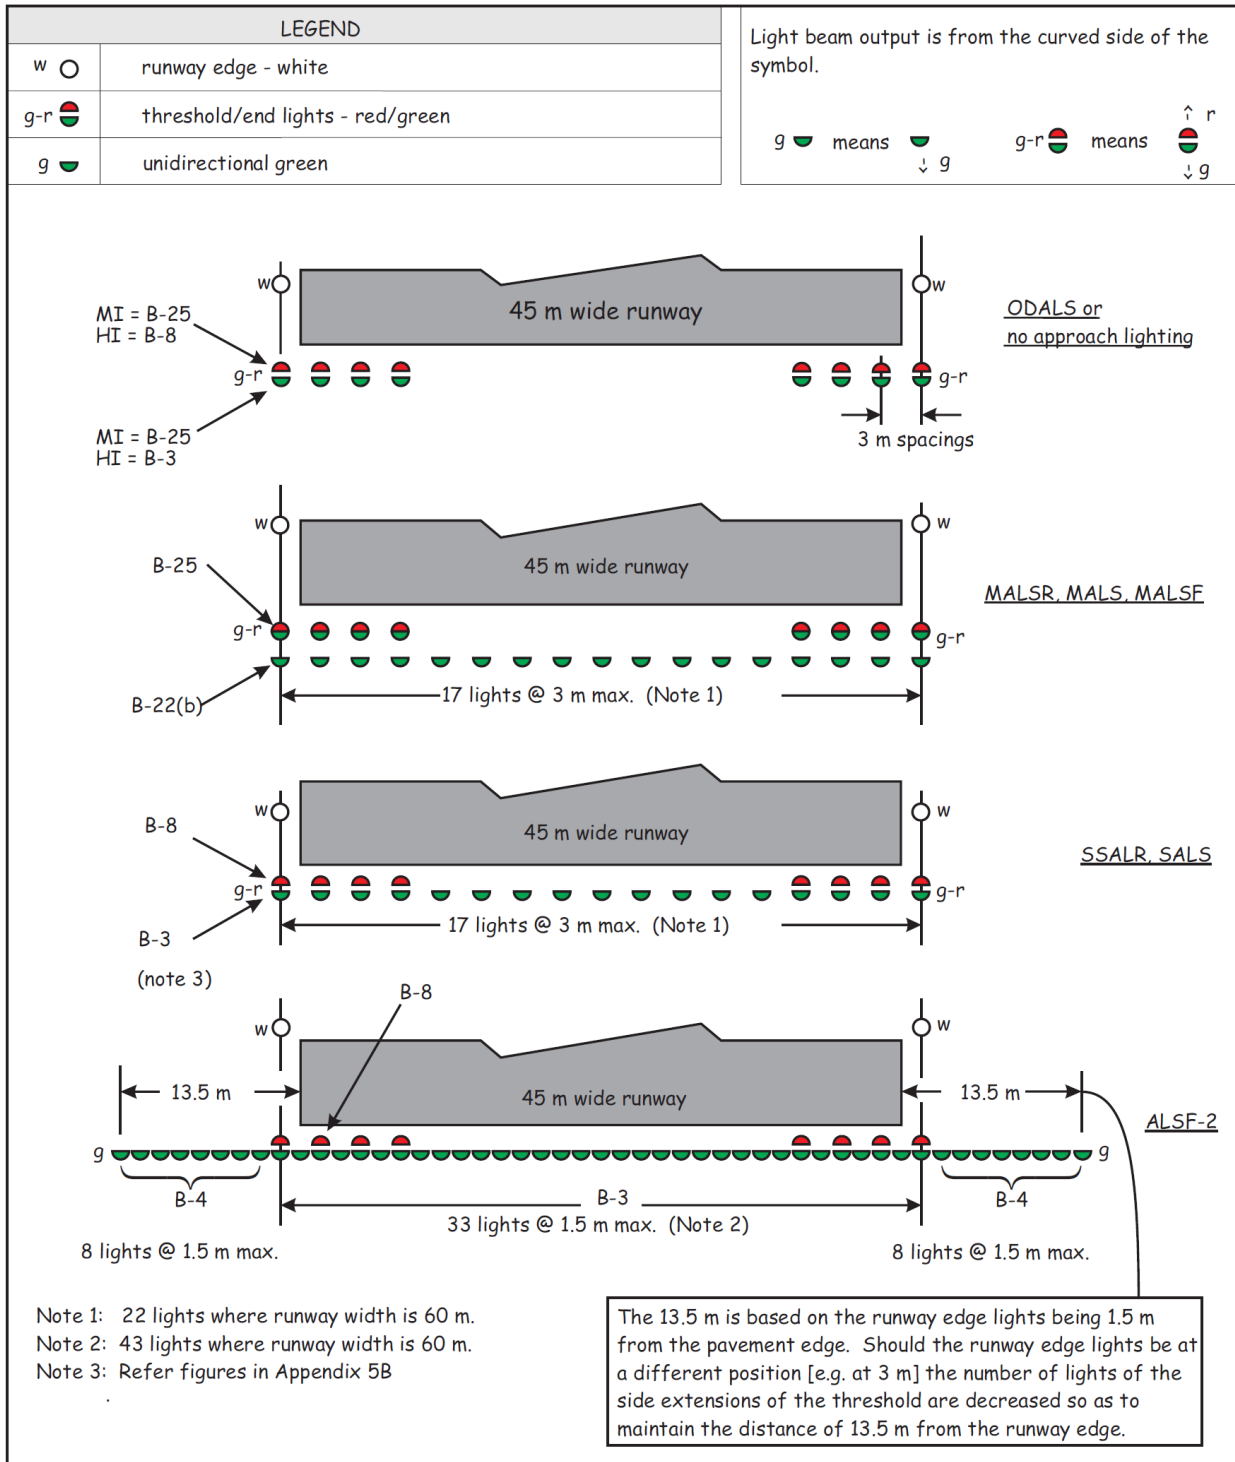 LEGEND
w runway edge - white
g-r threshold/end lights - red/green
g unidirectional green
Light beam output is from the curved side of the
symbol.
g means g
g-r means r g
w w
45 m wide runway
MI = B-25
HI = B-8
ODALS or
no approach lighting
g-r g-r
MI = B-25
HI = B-3
3 m spacings
w w
B-25
45 m wide runway
MALSR, MALS, MALSF
g-r g-r
B-22(b)
17 lights @ 3 m max. (Note 1)
w w
B-8
45 m wide runway
SSALR, SALS
g-r g-r
17 lights @ 3 m max. (Note 1)
B-3
(note 3)
B-8
w w
13.5 m
45 m wide runway
13.5 m
ALSF-2
g g
B-4
B-3
B-4
33 lights @ 1.5 m max. (Note 2)
8 lights @ 1.5 m max.
8 lights @ 1.5 m max.
Note 1: 22 lights where runway width is 60 m.
Note 2: 43 lights where runway width is 60 m.
Note 3: Refer figures in Appendix 5B
.
The 13.5 m is based on the runway edge lights being 1.5 m
from the pavement edge. Should the runway edge lights be at
a different position [e.g. at 3 m] the number of lights of the
side extensions of the threshold are decreased so as to
maintain the distance of 13.5 m from the runway edge.